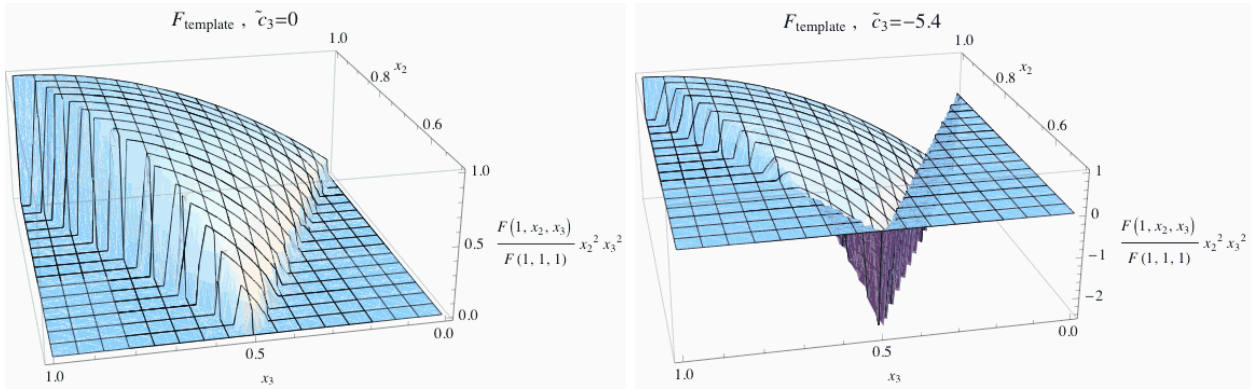 F_template , c̃_3=0
1.0
x_2
0.8
0.6
1.0
0.5
0.0
F(1, x_2, x_3)
x_2^2 x_3^2
F(1, 1, 1)
0.0
0.5
1.0
x_3
F_template , c̃_3=−5.4
1.0
x_2
0.8
0.6
1
0
−1
−2
F(1, x_2, x_3)
x_2^2 x_3^2
F(1, 1, 1)
0.0
0.5
1.0
x_3